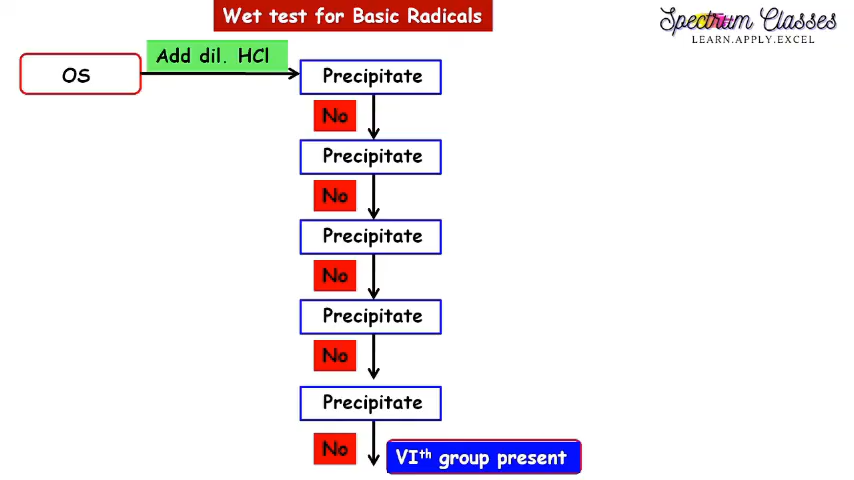 Wet test for Basic Radicals
Spectrum Classes
LEARN.APPLY.EXCEL
OS
Add dil. HCl
Precipitate
No
Precipitate
No
Precipitate
No
Precipitate
No
Precipitate
No
VIth group present